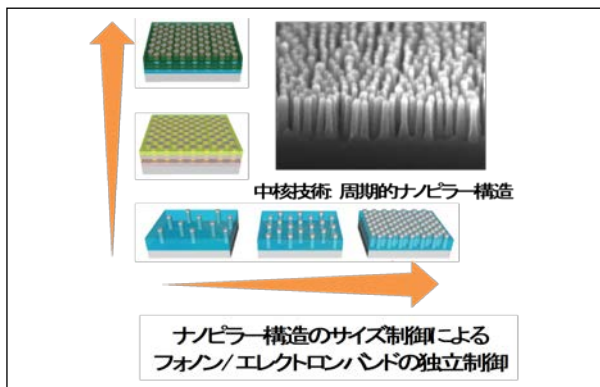 中核技術: 周期的ナノピラー構造
ナノピラー構造のサイズ制御による
フォノン/エレクトロンバンドの独立制御